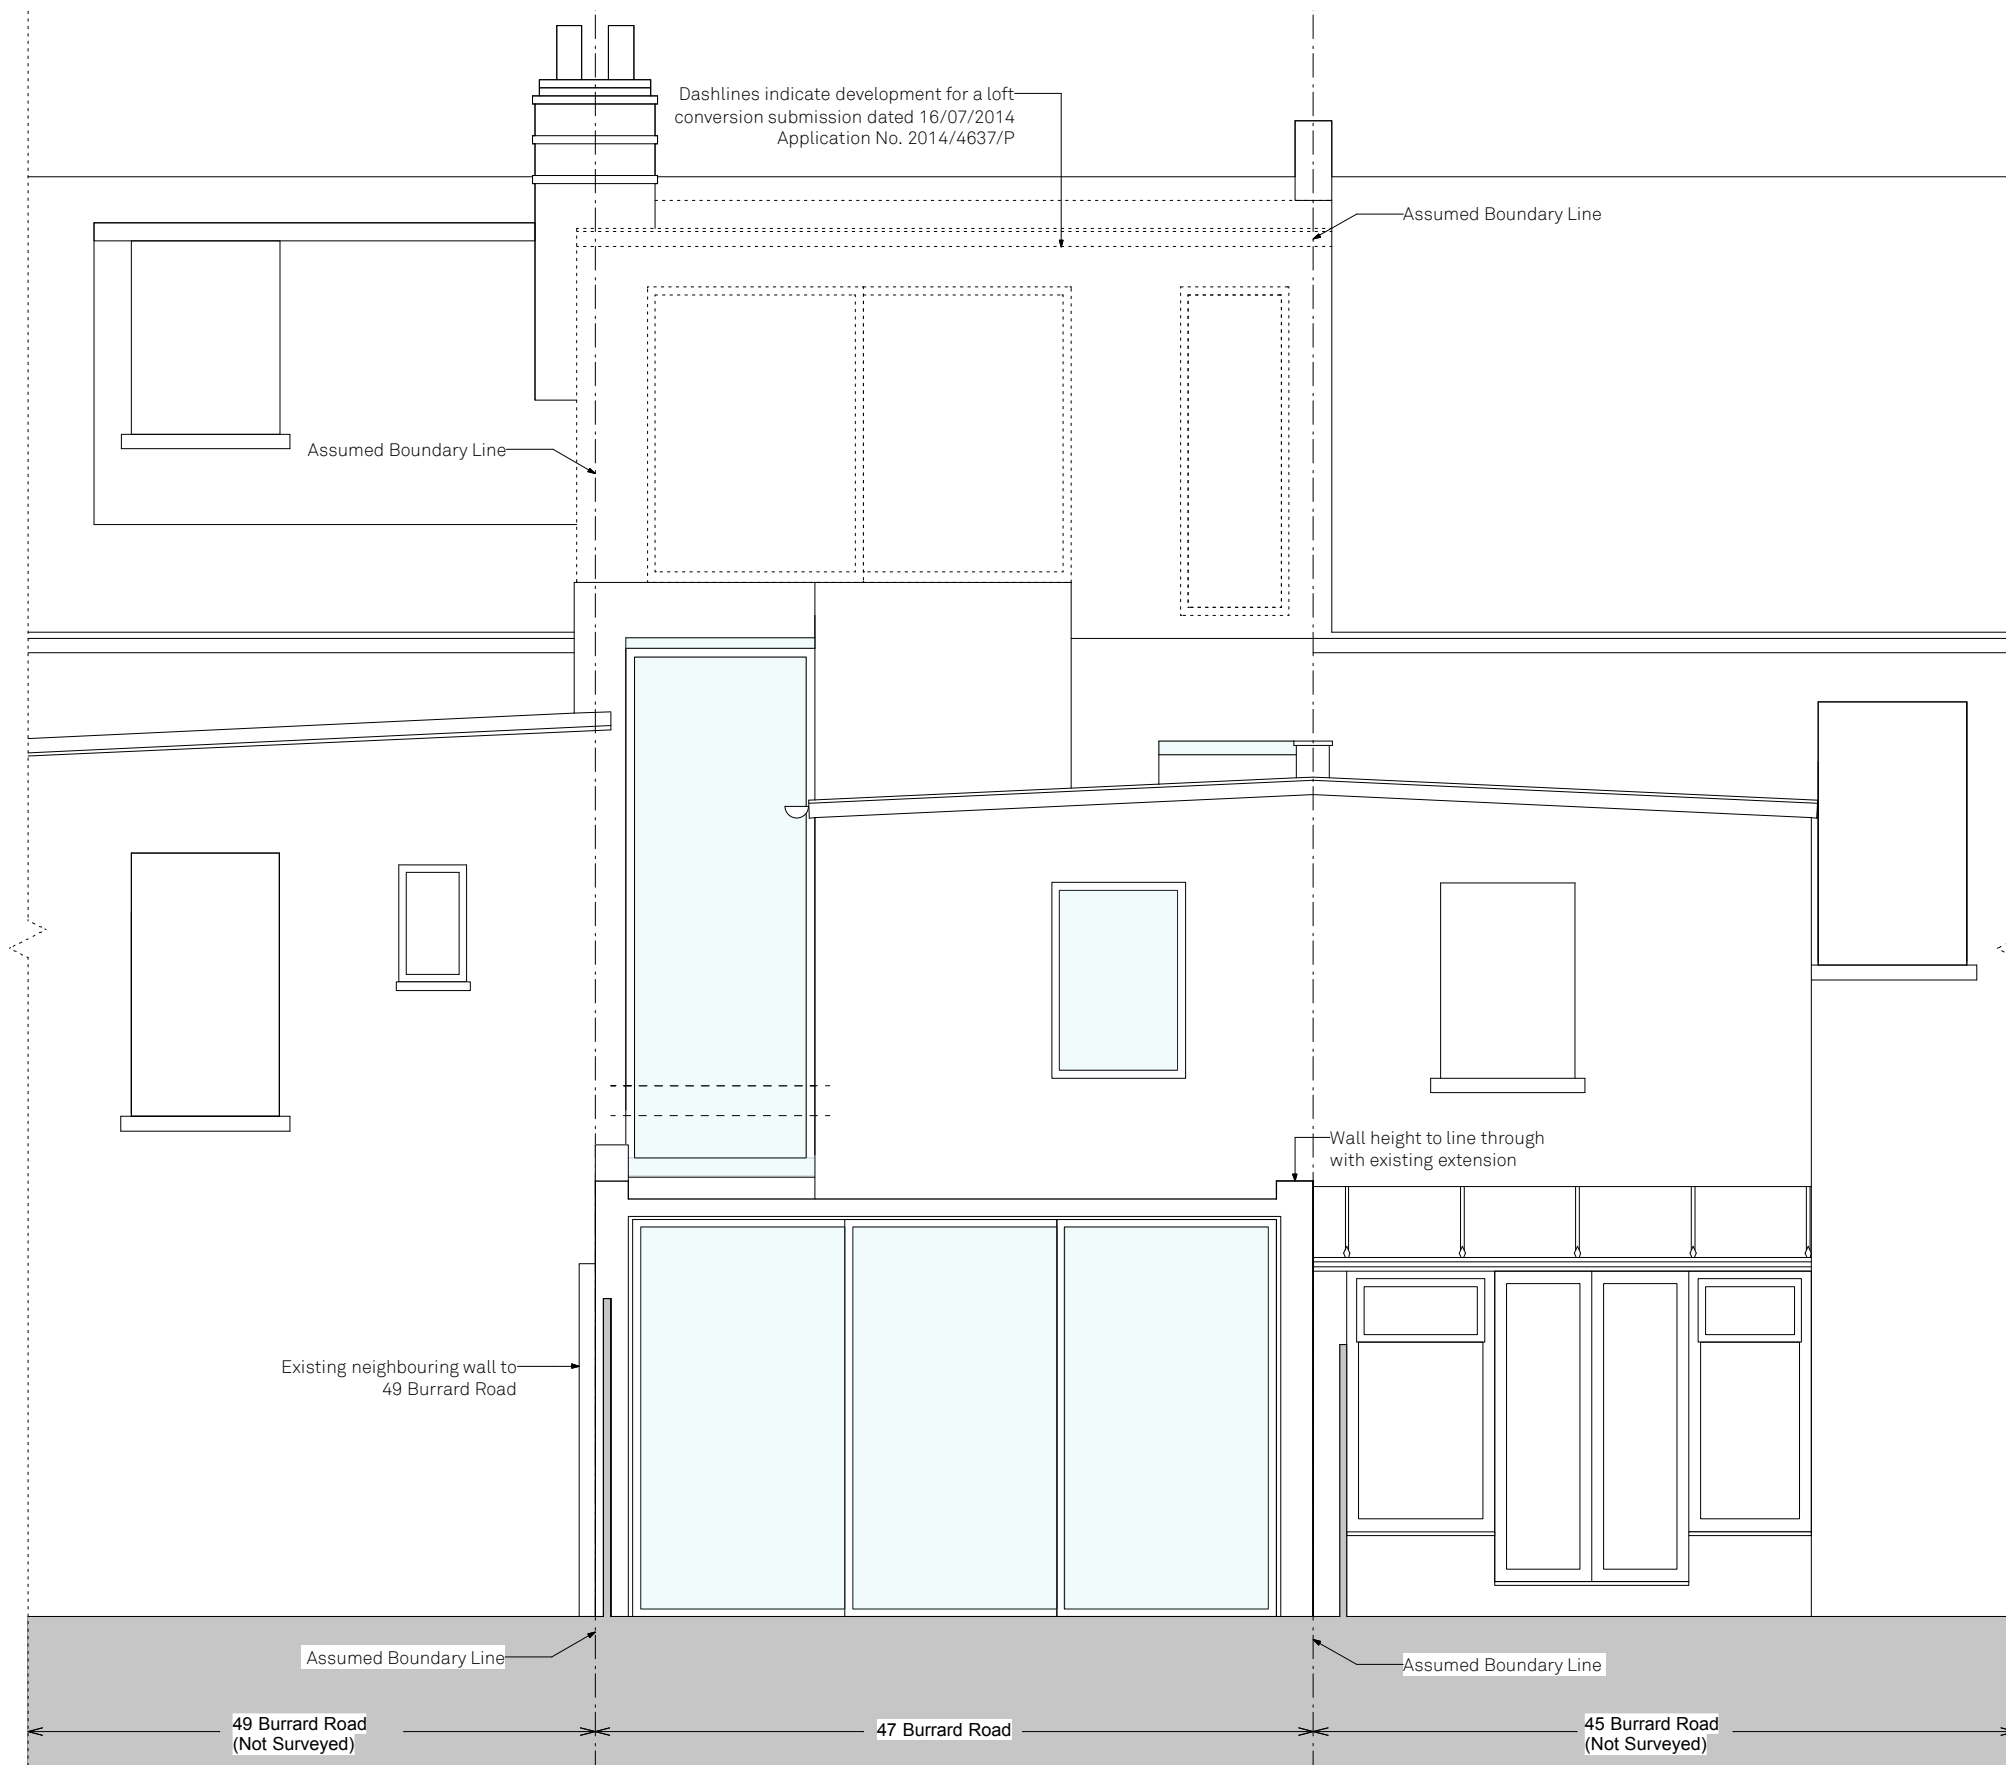 Dashlines indicate development for a loft
conversion submission dated 16/07/2014
Application No. 2014/4637/P
Assumed Boundary Line
Assumed Boundary Line
Wall height to line through
with existing extension
Existing neighbouring wall to
49 Burrard Road
Assumed Boundary Line
Assumed Boundary Line
49 Burrard Road
(Not Surveyed)
47 Burrard Road
45 Burrard Road
(Not Surveyed)